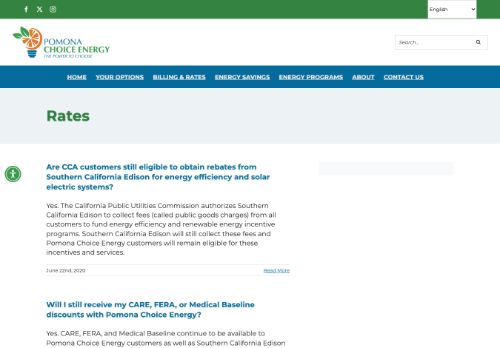 English
POMONA
CHOICE ENERGY
THE POWER TO CHOOSE
Search...
HOME YOUR OPTIONS BILLING & RATES ENERGY SAVINGS ENERGY PROGRAMS ABOUT CONTACT US
Rates
Are CCA customers still eligible to obtain rebates from
Southern California Edison for energy efficiency and solar
electric systems?
Yes. The California Public Utilities Commission authorizes Southern
California Edison to collect fees (called public goods charges) from all
customers to fund energy efficiency and renewable energy incentive
programs. Southern California Edison will still collect these fees and
Pomona Choice Energy customers will remain eligible for these
incentives and services.
June 22nd, 2020 Read More
Will I still receive my CARE, FERA, or Medical Baseline
discounts with Pomona Choice Energy?
Yes. CARE, FERA, and Medical Baseline continue to be available to
Pomona Choice Energy customers as well as Southern California Edison